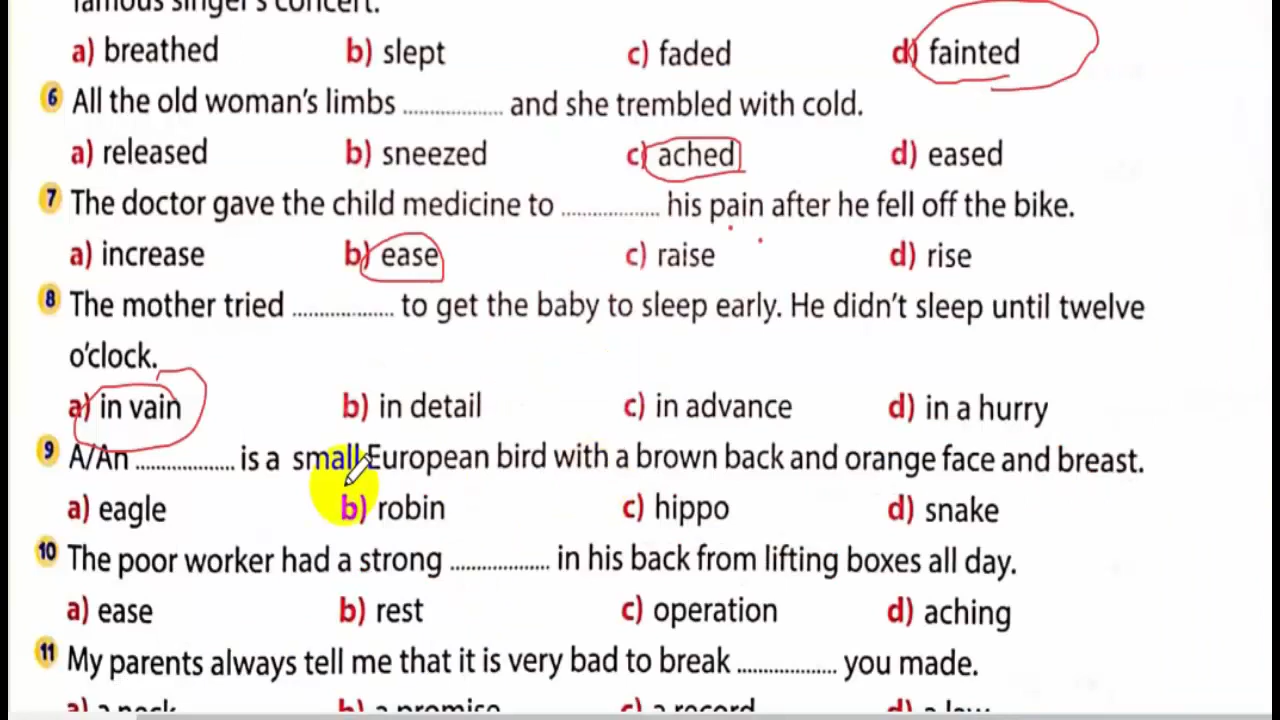 famous singer's concert.
a) breathed b) slept c) faded d) fainted
6 All the old woman's limbs .................. and she trembled with cold.
a) released b) sneezed c) ached d) eased
7 The doctor gave the child medicine to .................. his pain after he fell off the bike.
a) increase b) ease c) raise d) rise
8 The mother tried .................. to get the baby to sleep early. He didn't sleep until twelve
o'clock.
a) in vain b) in detail c) in advance d) in a hurry
9 A/An .................. is a small European bird with a brown back and orange face and breast.
a) eagle b) robin c) hippo d) snake
10 The poor worker had a strong .................. in his back from lifting boxes all day.
a) ease b) rest c) operation d) aching
11 My parents always tell me that it is very bad to break .................. you made.
b) a promise c) a record d) a law